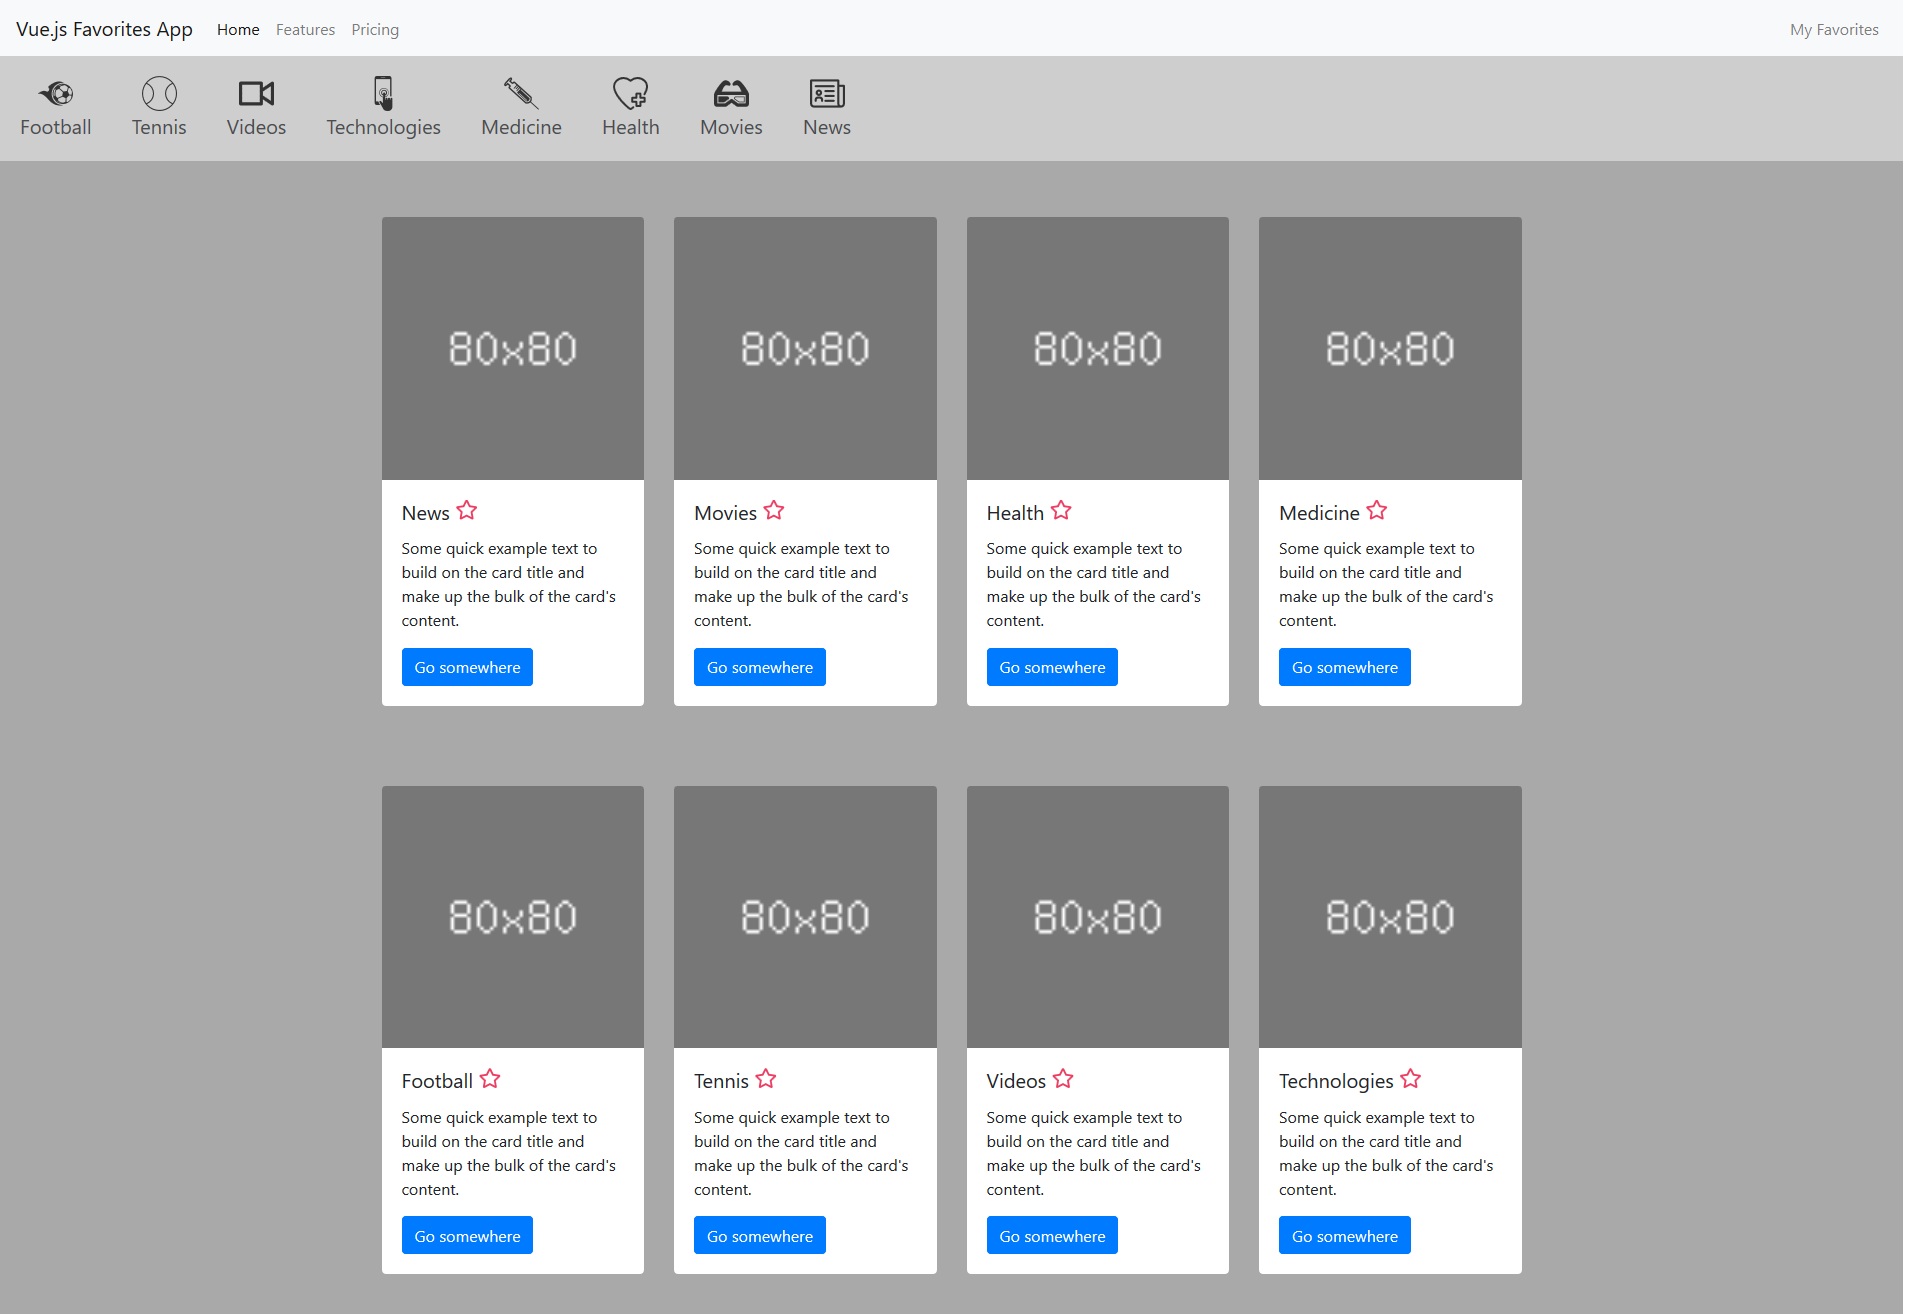 Vue.js Favorites App Home Features Pricing My Favorites
Football Tennis Videos Technologies Medicine Health Movies News
80x80 80x80 80x80 80x80
News Movies Health Medicine
Some quick example text to Some quick example text to Some quick example text to Some quick example text to
build on the card title and build on the card title and build on the card title and build on the card title and
make up the bulk of the card's make up the bulk of the card's make up the bulk of the card's make up the bulk of the card's
content. content. content. content.
Go somewhere Go somewhere Go somewhere Go somewhere
80x80 80x80 80x80 80x80
Football Tennis Videos Technologies
Some quick example text to Some quick example text to Some quick example text to Some quick example text to
build on the card title and build on the card title and build on the card title and build on the card title and
make up the bulk of the card's make up the bulk of the card's make up the bulk of the card's make up the bulk of the card's
content. content. content. content.
Go somewhere Go somewhere Go somewhere Go somewhere